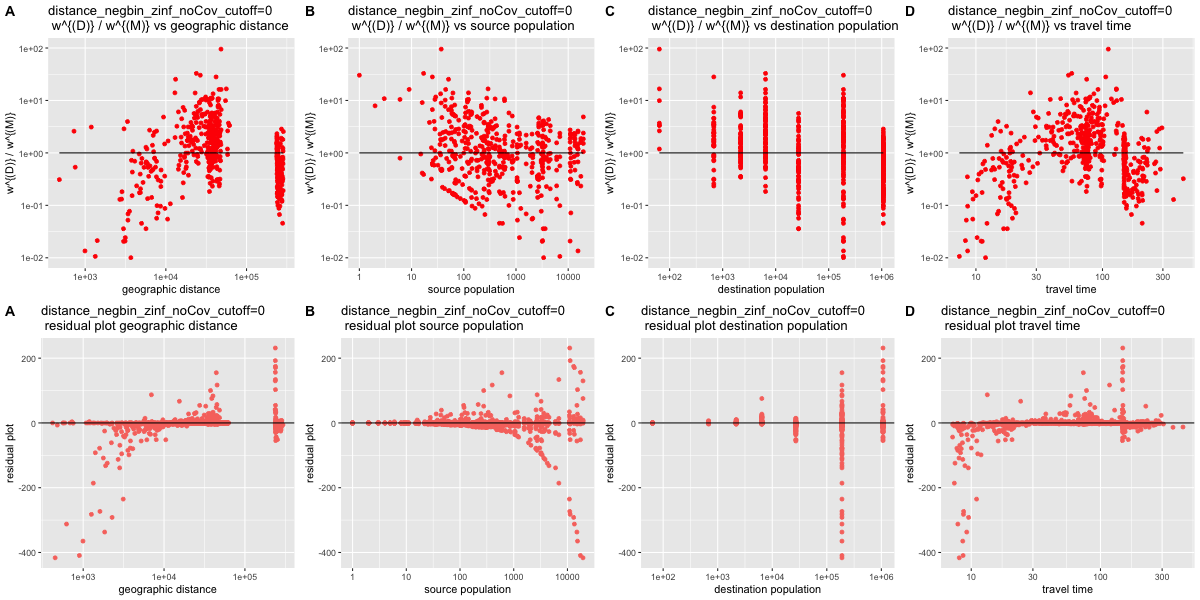 A
distance_negbin_zinf_noCov_cutoff=0
w^{(D)} / w^{(M)} vs geographic distance
w^{(D)} / w^{(M)}
1e+02
1e+01
1e+00
1e-01
1e-02
1e+03 1e+04 1e+05
geographic distance
B
distance_negbin_zinf_noCov_cutoff=0
w^{(D)} / w^{(M)} vs source population
w^{(D)} / w^{(M)}
1e+02
1e+01
1e+00
1e-01
1e-02
1 10 100 1000 10000
source population
C
distance_negbin_zinf_noCov_cutoff=0
w^{(D)} / w^{(M)} vs destination population
w^{(D)} / w^{(M)}
1e+02
1e+01
1e+00
1e-01
1e-02
1e+02 1e+03 1e+04 1e+05 1e+06
destination population
D
distance_negbin_zinf_noCov_cutoff=0
w^{(D)} / w^{(M)} vs travel time
w^{(D)} / w^{(M)}
1e+02
1e+01
1e+00
1e-01
1e-02
10 30 100 300
travel time
A
distance_negbin_zinf_noCov_cutoff=0
residual plot geographic distance
residual plot
200
0
-200
-400
1e+03 1e+04 1e+05
geographic distance
B
distance_negbin_zinf_noCov_cutoff=0
residual plot source population
residual plot
200
0
-200
-400
1 10 100 1000 10000
source population
C
distance_negbin_zinf_noCov_cutoff=0
residual plot destination population
residual plot
200
0
-200
-400
1e+02 1e+03 1e+04 1e+05 1e+06
destination population
D
distance_negbin_zinf_noCov_cutoff=0
residual plot travel time
residual plot
200
0
-200
-400
10 30 100 300
travel time